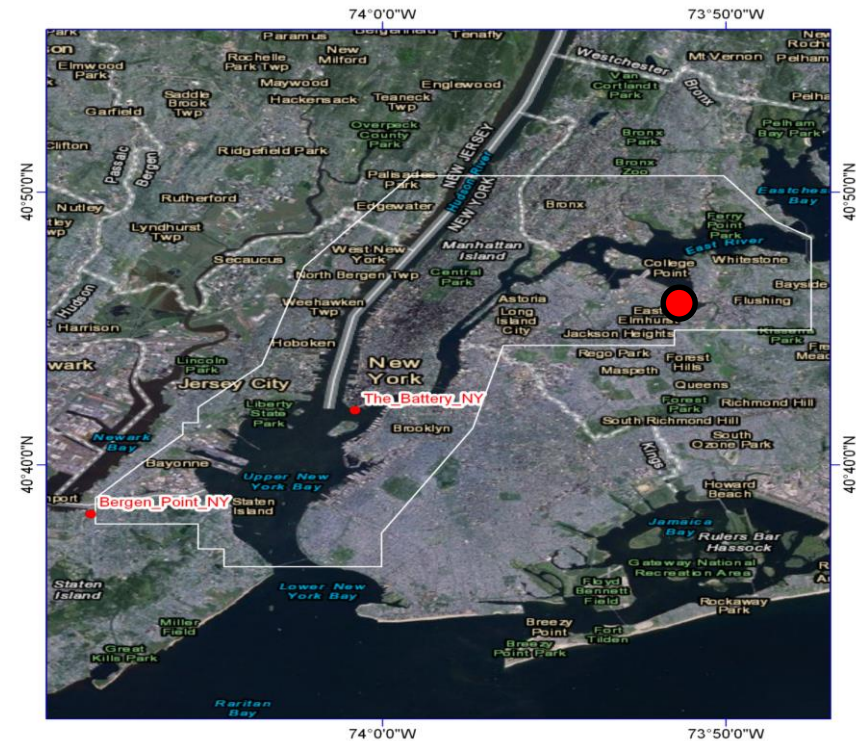 74°0'0"W
73°50'0"W
Paramus
Tenafly
New
Milford
Rochelle
Park Twp
Elmwood
Park
Westchester
Mt Vernon
Pelham
Maywood
Hackensack
Teaneck
Twp
Englewood
Van
Cortlandt
Park
Bronx
Saddle
Brook
Twp
Garfield
Overpeck
County
Park
Bronx
Park
Pelham
Bay Park
Clifton
Passaic
Bergen
Ridgefield Park
NEW JERSEY
Hudson River
NEW YORK
Bronx
Zoo
Palisades
Park
40°50'0"N
40°50'0"N
Nutley
Rutherford
Edgewater
Bronx
Bay
Lyndhurst
Twp
Ferry
Point
Park
East River
Secaucus
West New
York
North Bergen Twp
Manhattan
Island
Central
Park
College
Point
Whitestone
Bayside
Hudson
Weehawken
Twp
Astoria
Long
Island
City
East
Elmhurst
Flushing
Harrison
Hoboken
Jackson Heights
Rego Park
Forest
Hills
Lincoln
Park
New
York
Maspeth
Queens
Jersey City
The_Battery_NY
Liberty
State
Park
Forest
Park
Richmond Hill
Brooklyn
South Richmond Hill
South
Ozone Park
Newark
Bay
Kings
40°40'0"N
40°40'0"N
Bayonne
Upper New
York Bay
Howard
Beach
Bergen_Point_NY
Staten
Island
Jamaica
Bay
Rulers Bar
Hassock
Gateway National
Recreation Area
Staten
Island
Lower New
York Bay
Floyd
Bennett
Field
Rockaway
Park
Miller
Field
Breezy
Point
Fort
Tilden
Great
Kills Park
Breezy
Point Park
Raritan
Bay
74°0'0"W
73°50'0"W